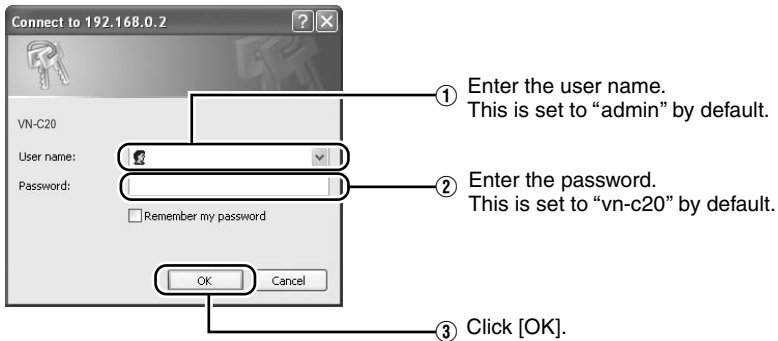 Connect to 192.168.0.2
VN-C20
User name:
Password:
Remember my password
OK
Cancel
① Enter the user name.
This is set to “admin” by default.
② Enter the password.
This is set to “vn-c20” by default.
③ Click [OK].